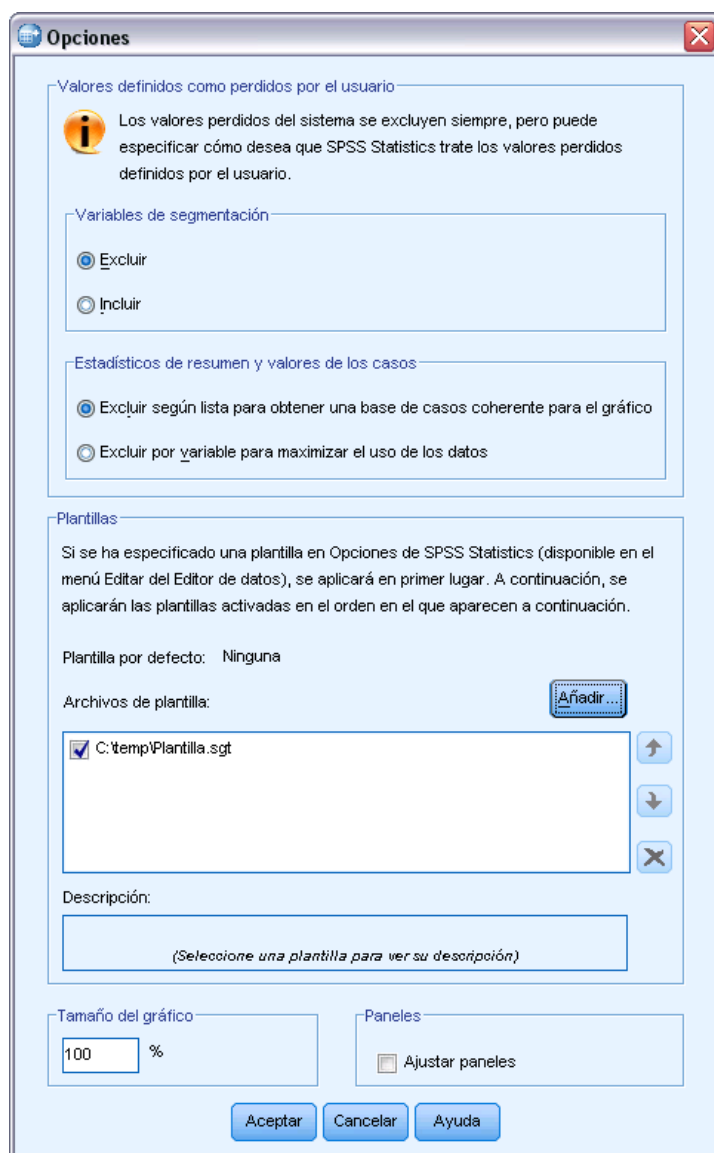 Opciones
Valores definidos como perdidos por el usuario
Los valores perdidos del sistema se excluyen siempre, pero puede
especificar cómo desea que SPSS Statistics trate los valores perdidos
definidos por el usuario.
Variables de segmentación
Excluir
Incluir
Estadísticos de resumen y valores de los casos
Excluir según lista para obtener una base de casos coherente para el gráfico
Excluir por variable para maximizar el uso de los datos
Plantillas
Si se ha especificado una plantilla en Opciones de SPSS Statistics (disponible en el
menú Editar del Editor de datos), se aplicará en primer lugar. A continuación, se
aplicarán las plantillas activadas en el orden en el que aparecen a continuación.
Plantilla por defecto: Ninguna
Archivos de plantilla:
Añadir...
C:\temp\Plantilla.sgt
Descripción:
(Seleccione una plantilla para ver su descripción)
Tamaño del gráfico
100 %
Paneles
Ajustar paneles
Aceptar Cancelar Ayuda